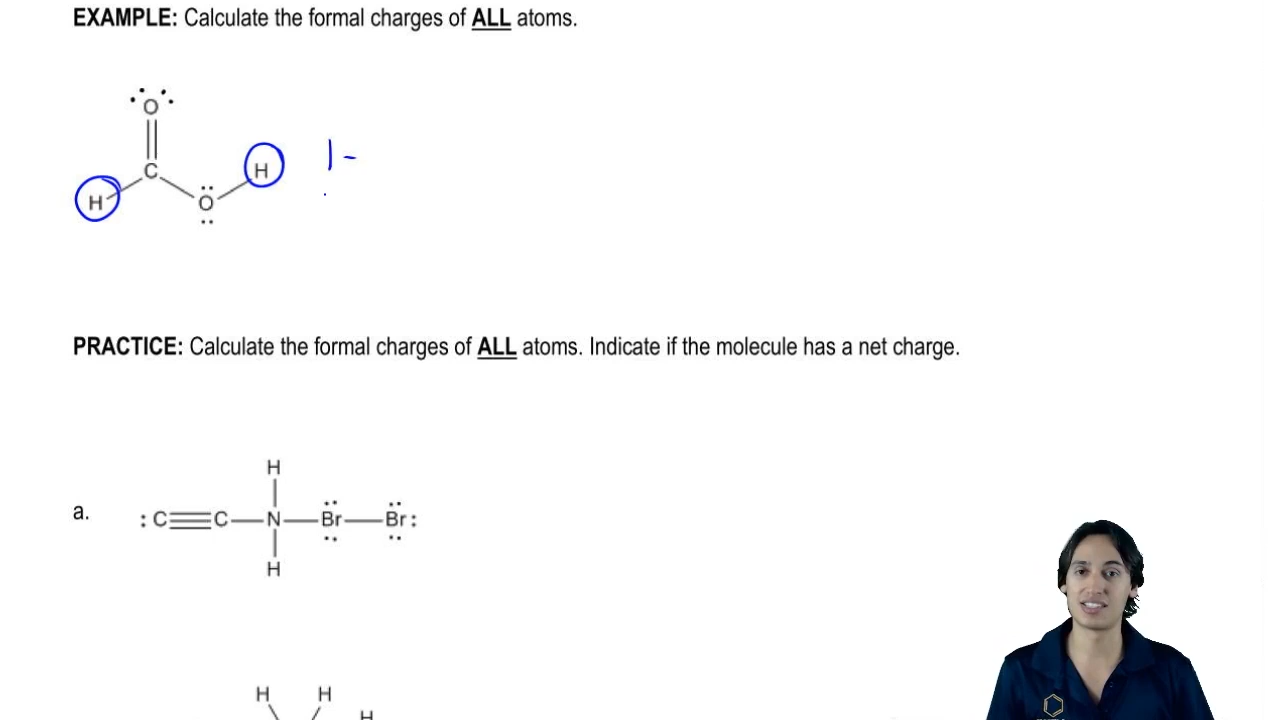 EXAMPLE: Calculate the formal charges of ALL atoms.
O
C
H
H
O
1-
PRACTICE: Calculate the formal charges of ALL atoms. Indicate if the molecule has a net charge.
H
a. :C≡C—N—Br—Br:
H
H H
H